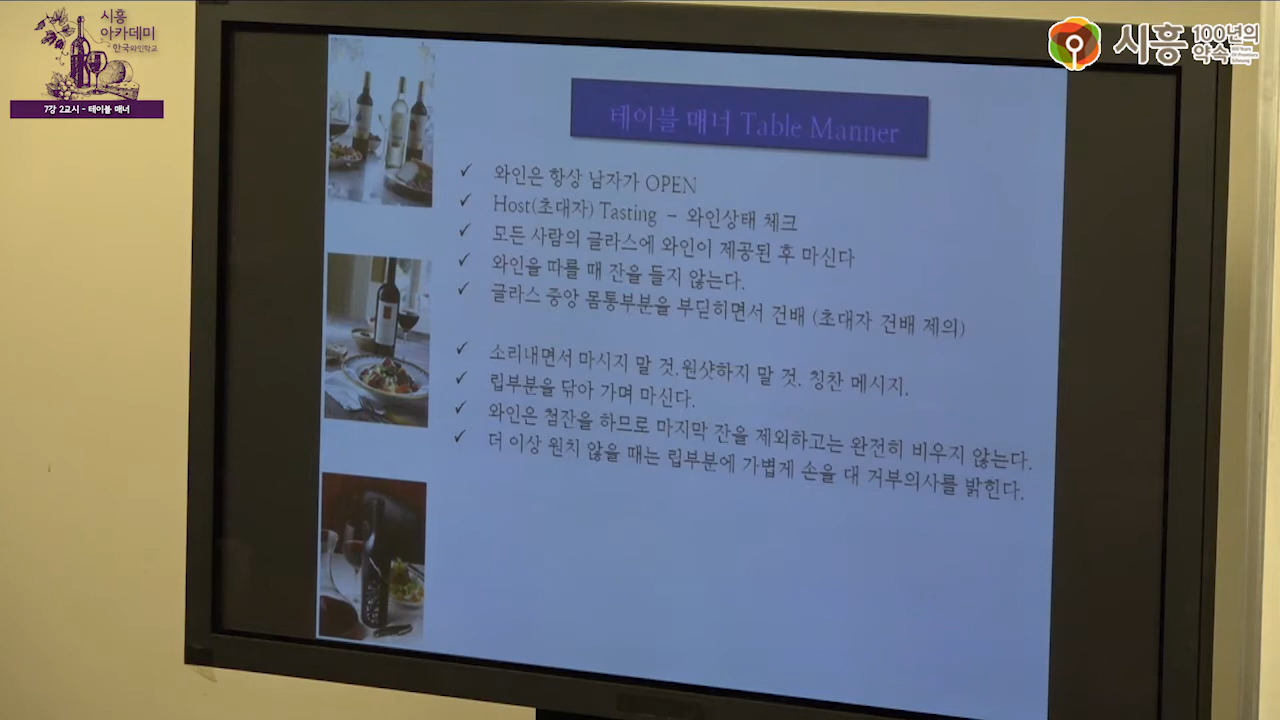 시흥
아카데미
한국와인학교
7강 2교시 - 테이블 매너
시흥 100년의
약속
테이블 매너 Table Manner
✓ 와인은 항상 남자가 OPEN
✓ Host(초대자) Tasting - 와인상태 체크
✓ 모든 사람의 글라스에 와인이 제공된 후 마신다
✓ 와인을 따를 때 잔을 들지 않는다.
✓ 글라스 중앙 몸통부분을 부딛히면서 건배 (초대자 건배 제의)
✓ 소리내면서 마시지 말 것.원샷하지 말 것. 칭찬 메시지.
✓ 립부분을 닦아 가며 마신다.
✓ 와인은 첨잔을 하므로 마지막 잔을 제외하고는 완전히 비우지 않는다.
✓ 더 이상 원치 않을 때는 립부분에 가볍게 손을 대 거부의사를 밝힌다.